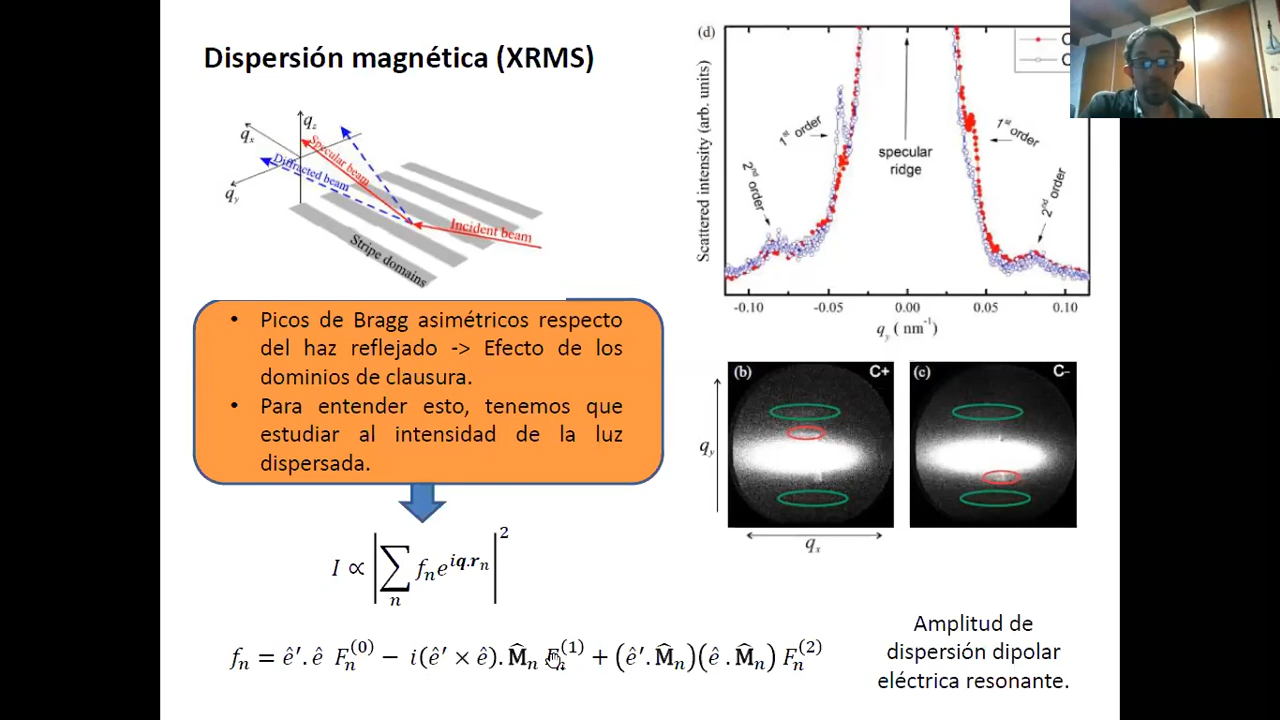 Dispersión magnética (XRMS)
q_z
q_x
q_y
Specular beam
Diffracted beam
Incident beam
Stripe domains
• Picos de Bragg asimétricos respecto
del haz reflejado -> Efecto de los
dominios de clausura.
• Para entender esto, tenemos que
estudiar al intensidad de la luz
dispersada.
I ∝ |∑_n f_n e^{iq.r_n}|^2
f_n = ê′.ê F_n^{(0)} − i(ê′ × ê).M̂_n F_n^{(1)} + (ê′.M̂_n)(ê .M̂_n) F_n^{(2)}
(d)
C
C
Scattered intensity (arb. units)
1st order
2nd order
specular
ridge
1st order
2nd order
-0.10 -0.05 0.00 0.05 0.10
q_y ( nm⁻¹)
(b) C+
(c) C−
q_y
q_x
Amplitud de
dispersión dipolar
eléctrica resonante.